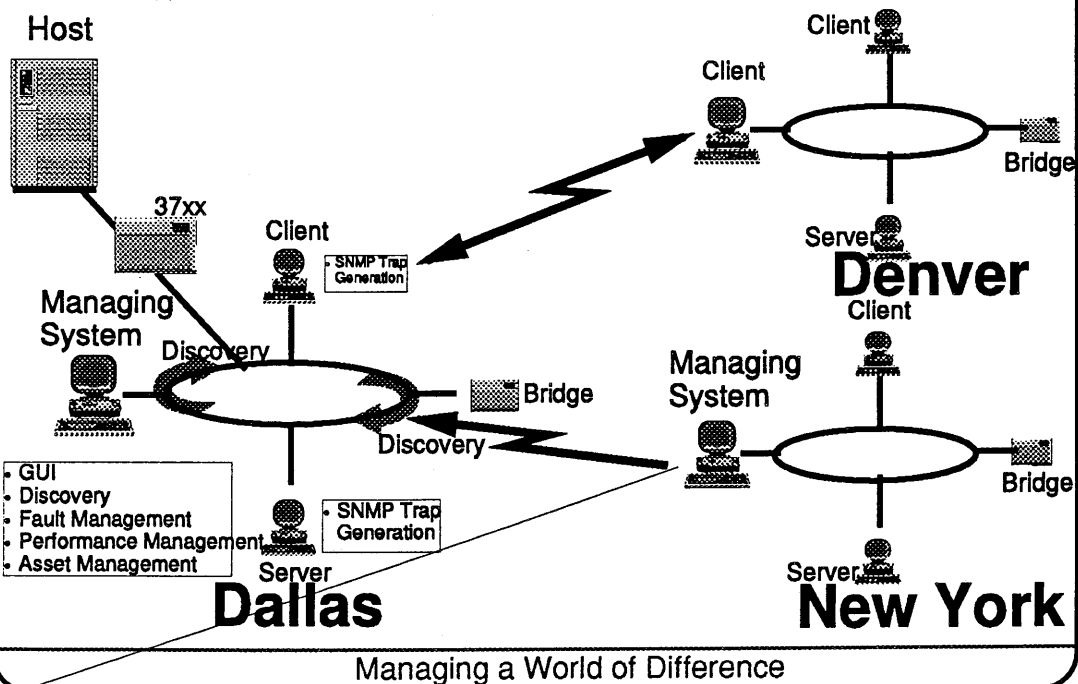 Host
37xx
Client
• SNMP Trap
Generation
Managing
System
Discovery
Bridge
Discovery
• GUI
• Discovery
• Fault Management
• Performance Management
• Asset Management
• SNMP Trap
Generation
Server
Dallas
Client
Client
Bridge
Server
Denver
Client
Managing
System
Bridge
Server
New York
Managing a World of Difference